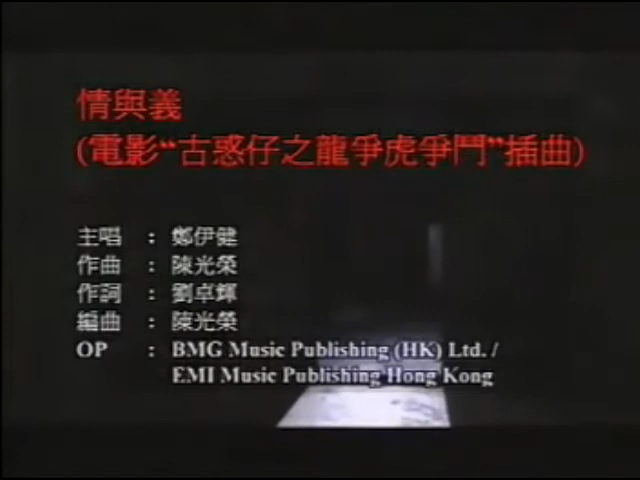 情與義
(電影“古惑仔之龍爭虎爭鬥”插曲)
主唱 : 鄭伊健
作曲 : 陳光榮
作詞 : 劉卓輝
編曲 : 陳光榮
OP : BMG Music Publishing (HK) Ltd. /
EMI Music Publishing Hong Kong